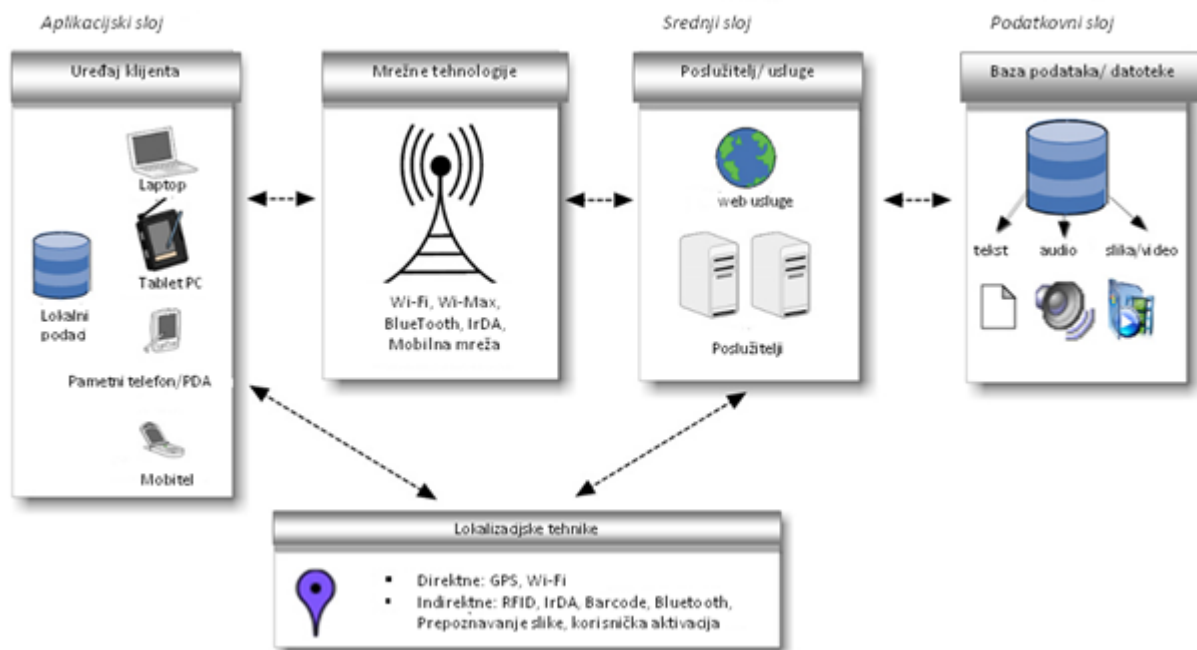 Aplikacijski sloj
Srednji sloj
Podatkovni sloj
Uređaj klijenta
Laptop
Tablet PC
Lokalni
podaci
Pametni telefon/PDA
Mobitel
Mrežne tehnologije
Wi-Fi, Wi-Max,
BlueTooth, IrDA,
Mobilna mreža
Poslužitelj/ usluge
web usluge
Poslužitelji
Baza podataka/ datoteke
tekst
audio
slika/video
Lokalizacijske tehnike
▪ Direktne: GPS, Wi-Fi
▪ Indirektne: RFID, IrDA, Barcode, Bluetooth,
Prepoznavanje slike, korisnička aktivacija